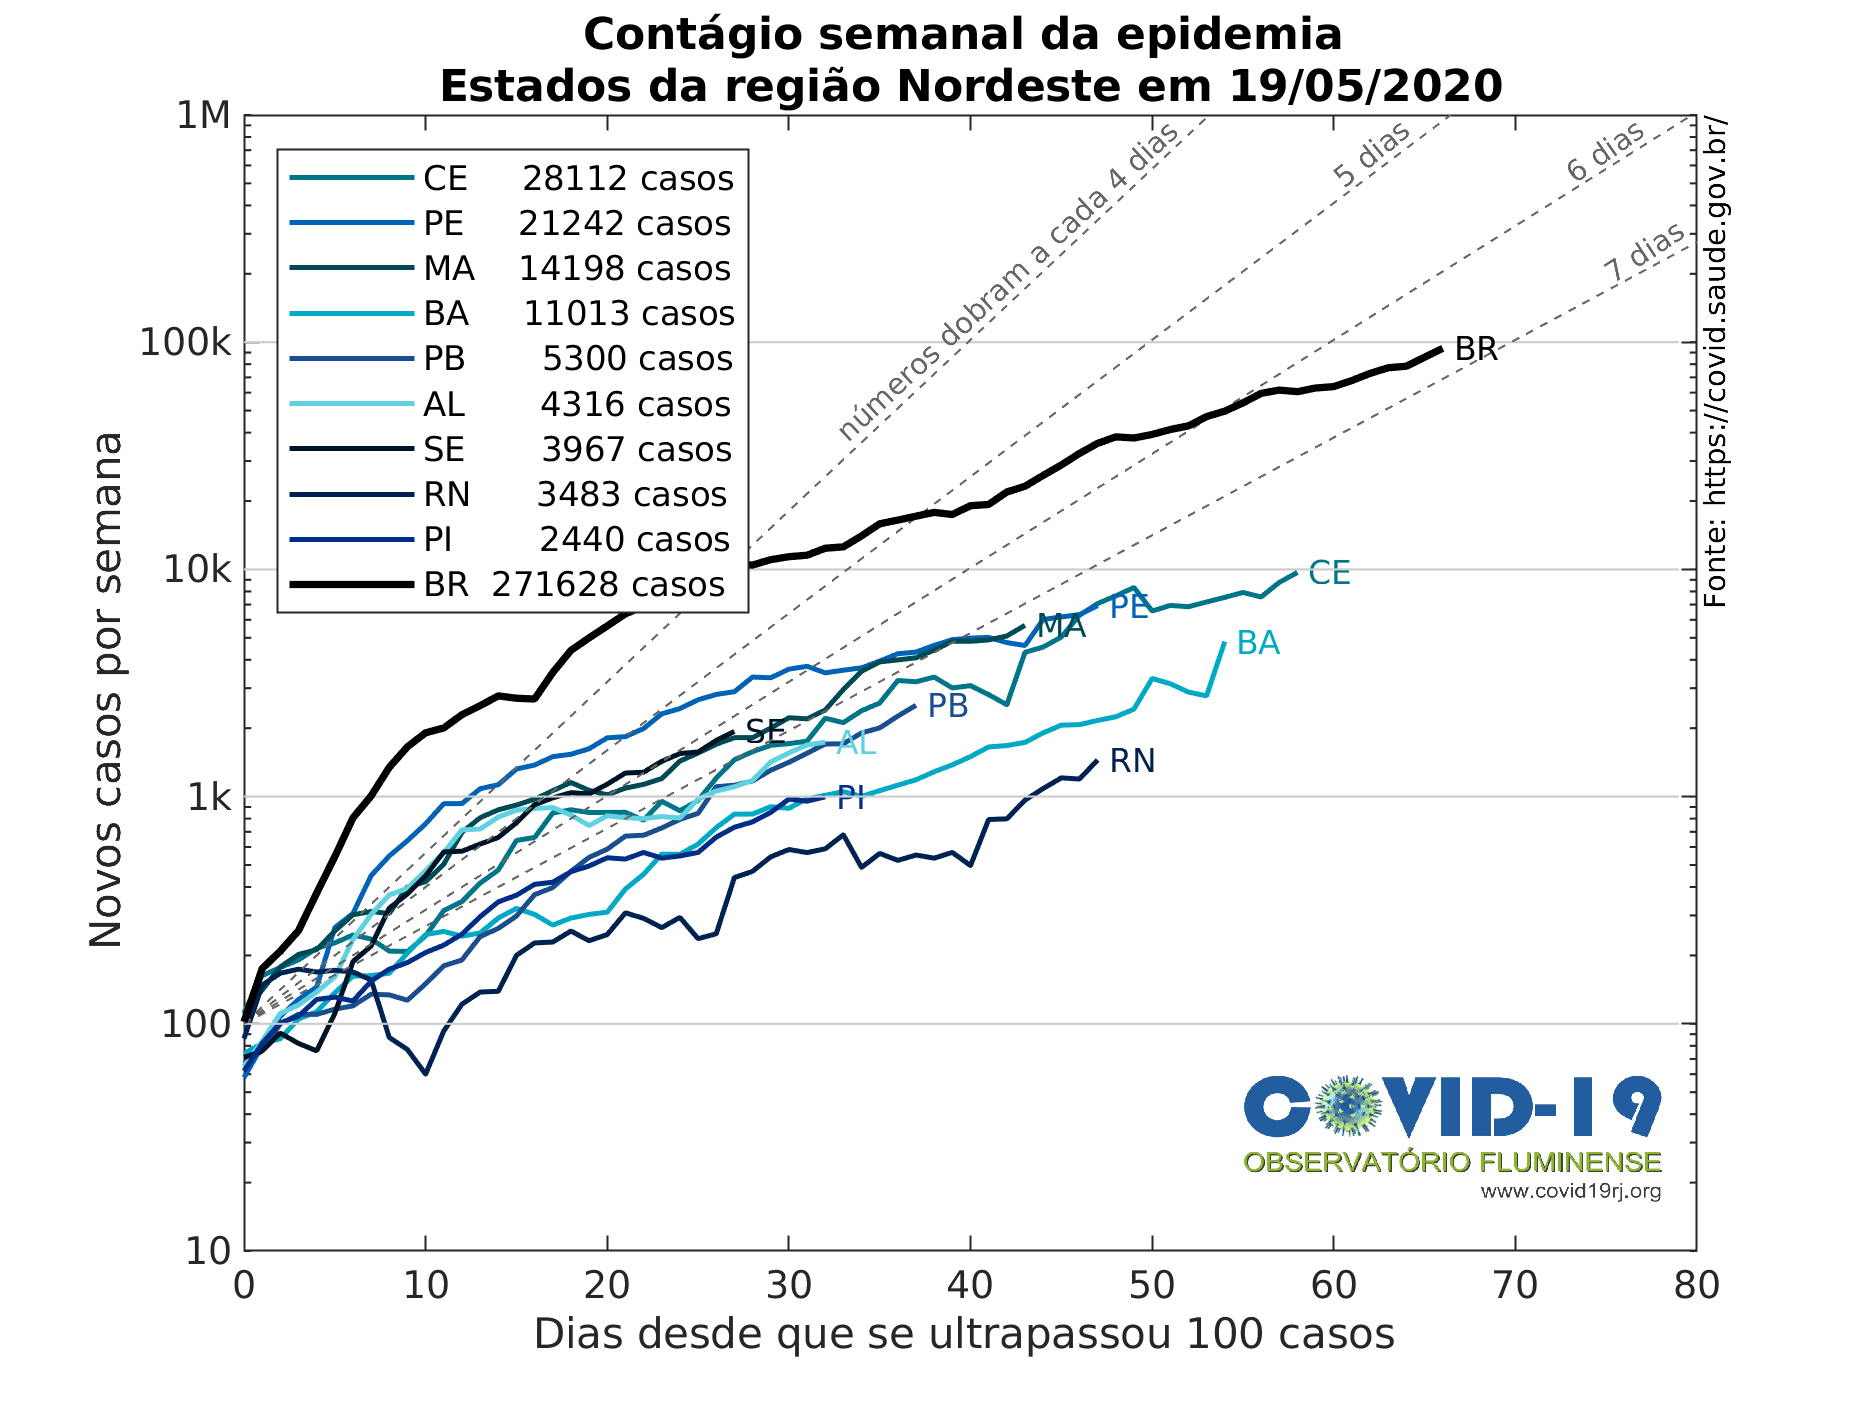 Contágio semanal da epidemia
Estados da região Nordeste em 19/05/2020
1M
100k
10k
1k
100
10
Novos casos por semana
CE 28112 casos
PE 21242 casos
MA 14198 casos
BA 11013 casos
PB 5300 casos
AL 4316 casos
SE 3967 casos
RN 3483 casos
PI 2440 casos
BR 271628 casos
números dobram a cada 4 dias
5 dias
6 dias
7 dias
BR
CE
PE
MA
BA
PB
SE
AL
RN
PI
Fonte: https://covid.saude.gov.br/
COVID-19
OBSERVATÓRIO FLUMINENSE
www.covid19rj.org
0 10 20 30 40 50 60 70 80
Dias desde que se ultrapassou 100 casos